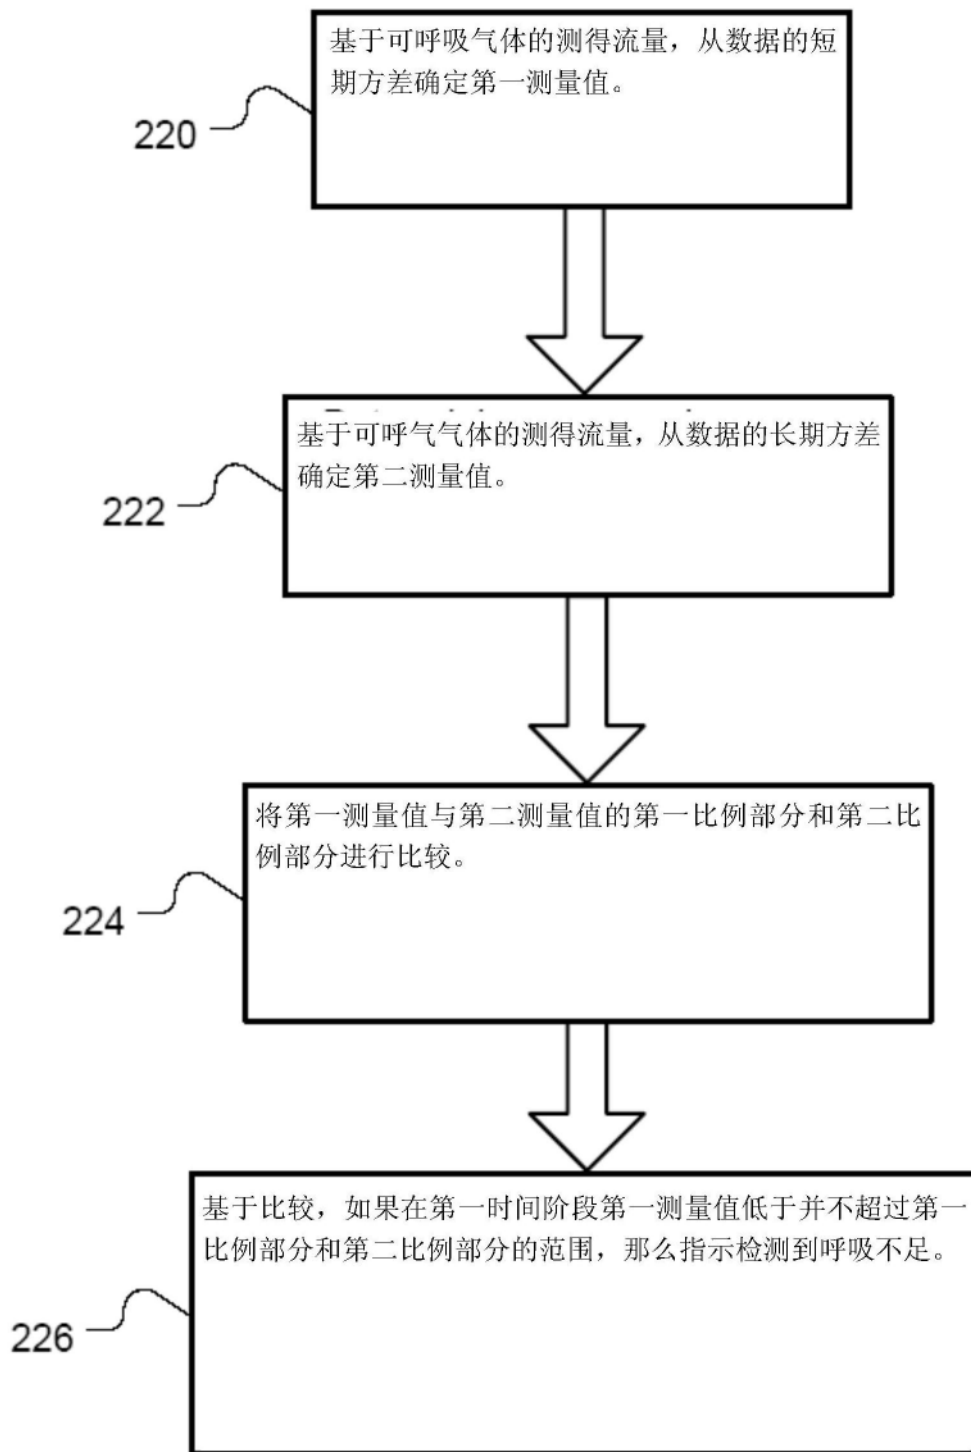 基于可呼吸气体的测得流量，从数据的短
期方差确定第一测量值。
220
基于可呼气气体的测得流量，从数据的长期方差
确定第二测量值。
222
将第一测量值与第二测量值的第一比例部分和第二比
例部分进行比较。
224
基于比较，如果在第一时间阶段第一测量值低于并不超过第一
比例部分和第二比例部分的范围，那么指示检测到呼吸不足。
226